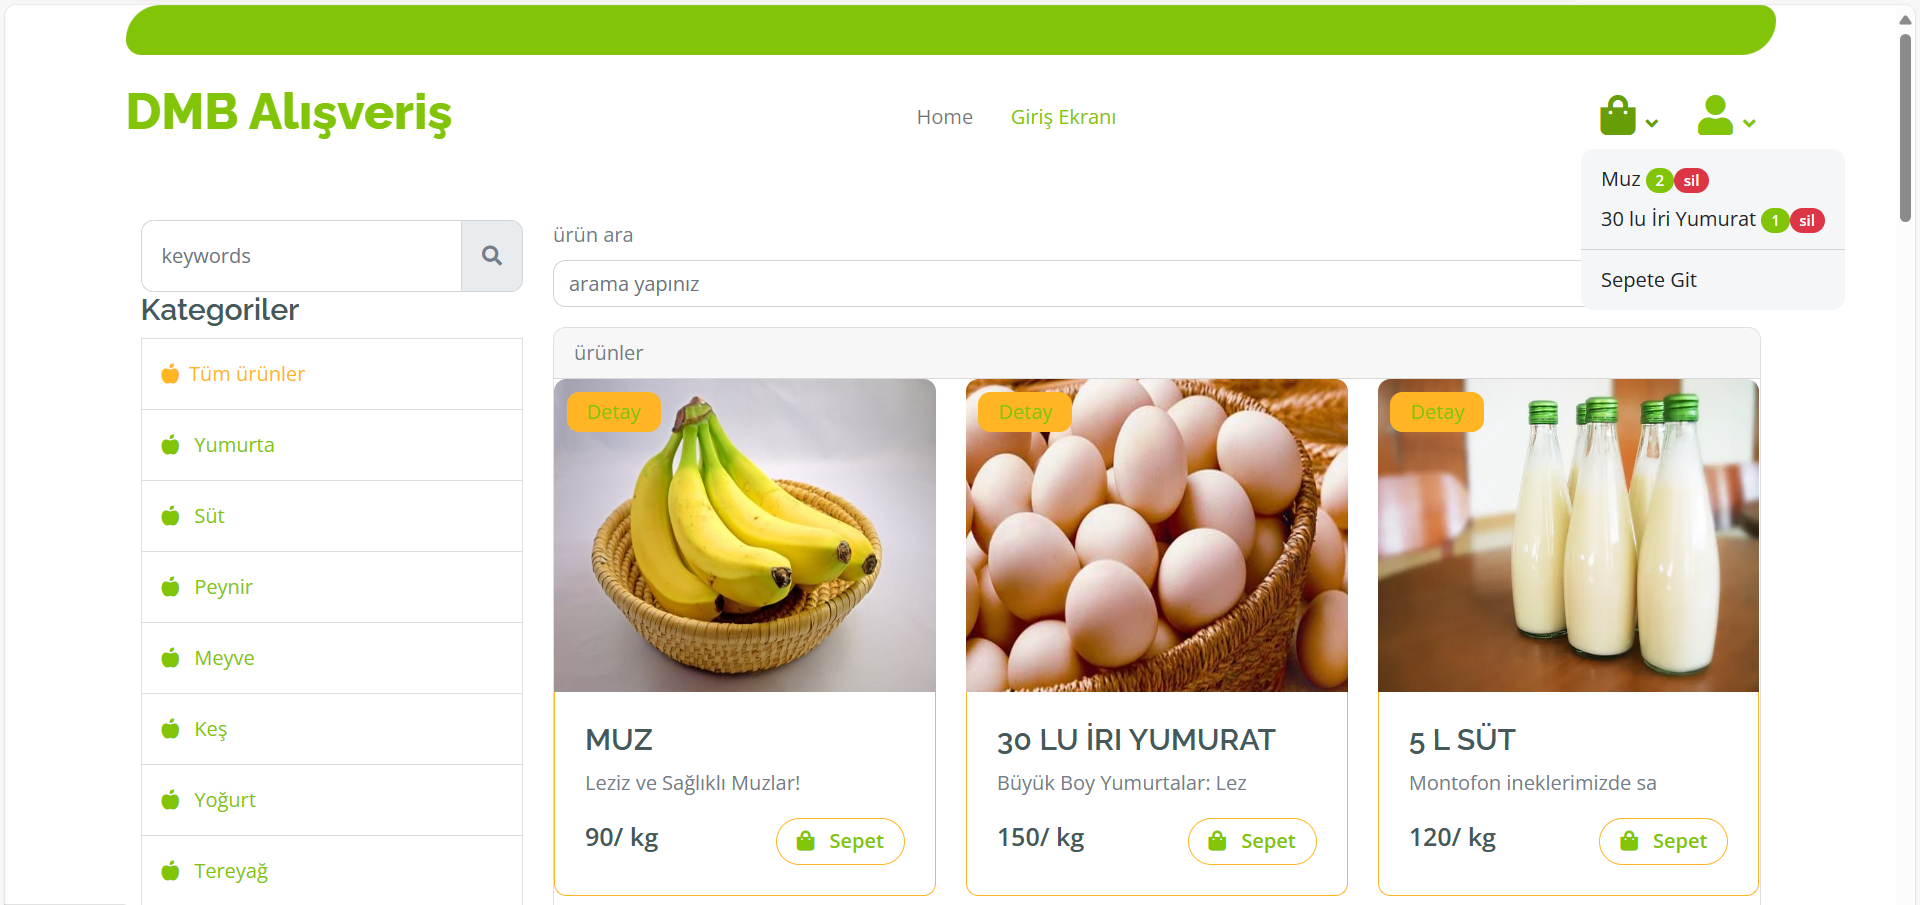 DMB Alışveriş
Home
Giriş Ekranı
Muz 2 sil
30 lu İri Yumurat 1 sil
Sepete Git
keywords
Kategoriler
Tüm ürünler
Yumurta
Süt
Peynir
Meyve
Keş
Yoğurt
Tereyağ
ürün ara
arama yapınız
ürünler
Detay
MUZ
Leziz ve Sağlıklı Muzlar!
90/ kg
Sepet
Detay
30 LU İRI YUMURAT
Büyük Boy Yumurtalar: Lez
150/ kg
Sepet
Detay
5 L SÜT
Montofon ineklerimizde sa
120/ kg
Sepet